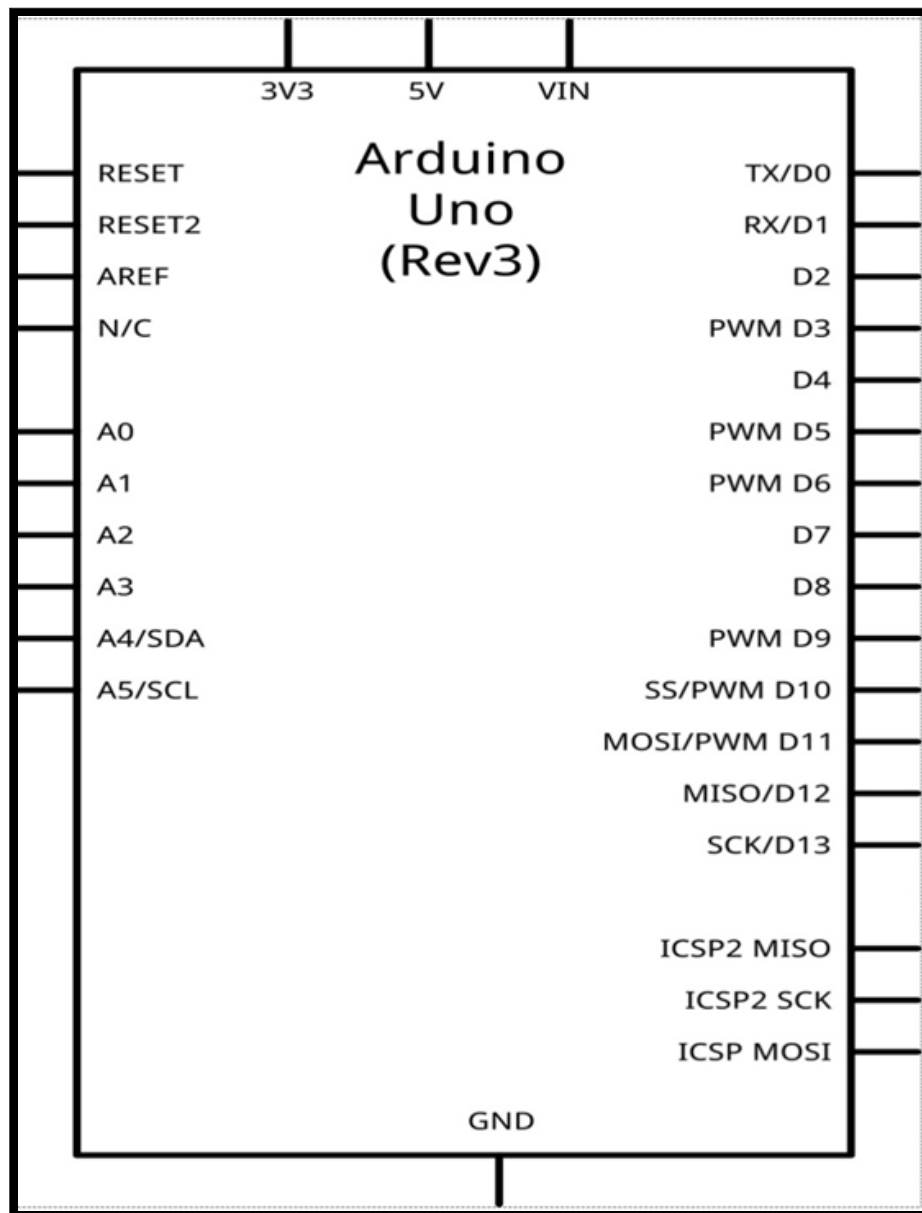 3V3 5V VIN
Arduino
Uno
(Rev3)
RESET
RESET2
AREF
N/C
A0
A1
A2
A3
A4/SDA
A5/SCL
TX/D0
RX/D1
D2
PWM D3
D4
PWM D5
PWM D6
D7
D8
PWM D9
SS/PWM D10
MOSI/PWM D11
MISO/D12
SCK/D13
ICSP2 MISO
ICSP2 SCK
ICSP MOSI
GND